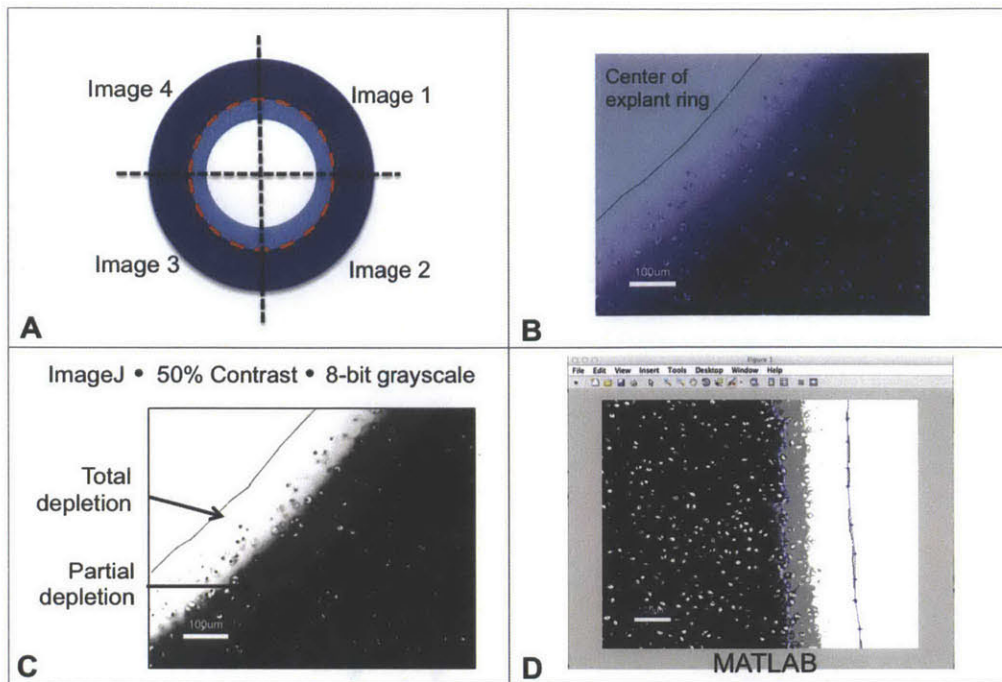 Image 4
Image 1
Image 3
Image 2
A
Center of
explant ring
100um
B
ImageJ • 50% Contrast • 8-bit grayscale
Total
depletion
Partial
depletion
100um
C
Figure 1
File Edit View Insert Tools Desktop Window Help
MATLAB
D